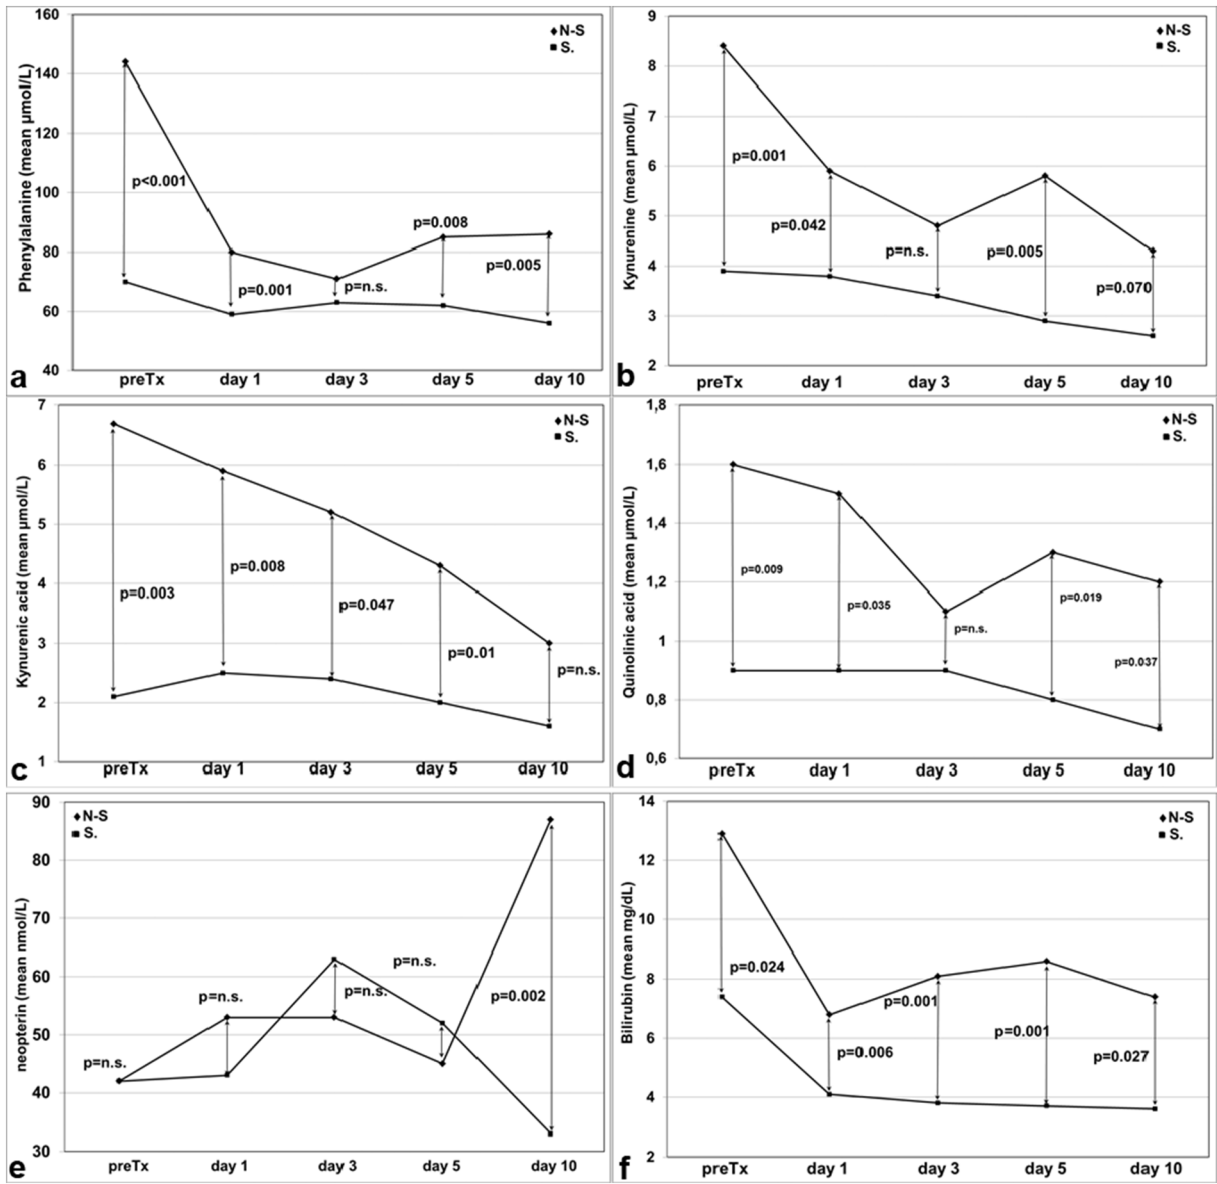 160
140
120
100
80
60
40
Phenylalanine (mean µmol/L)
N-S
S.
p<0.001
p=0.001
p=n.s.
p=0.008
p=0.005
preTx day 1 day 3 day 5 day 10
a
9
8
7
6
5
4
3
2
Kynurenine (mean µmol/L)
N-S
S.
p=0.001
p=0.042
p=n.s.
p=0.005
p=0.070
preTx day 1 day 3 day 5 day 10
b
7
6
5
4
3
2
1
Kynurenic acid (mean µmol/L)
N-S
S.
p=0.003
p=0.008
p=0.047
p=0.01
p=n.s.
preTx day 1 day 3 day 5 day 10
c
1,8
1,6
1,4
1,2
1
0,8
0,6
Quinolinic acid (mean µmol/L)
N-S
S.
p=0.009
p=0.035
p=n.s.
p=0.019
p=0.037
preTx day 1 day 3 day 5 day 10
d
90
80
70
60
50
40
30
neopterin (mean nmol/L)
N-S
S.
p=n.s.
p=n.s.
p=n.s.
p=n.s.
p=0.002
preTx day 1 day 3 day 5 day 10
e
14
12
10
8
6
4
2
Bilirubin (mean mg/dL)
N-S
S.
p=0.024
p=0.006
p=0.001
p=0.001
p=0.027
preTx day 1 day 3 day 5 day 10
f